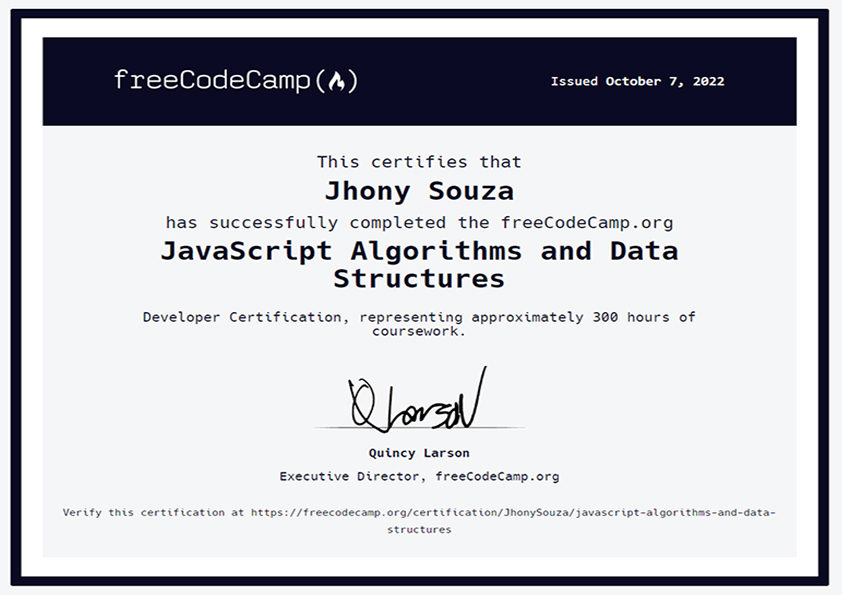 freeCodeCamp(🔥)
Issued October 7, 2022
This certifies that
Jhony Souza
has successfully completed the freeCodeCamp.org
JavaScript Algorithms and Data
Structures
Developer Certification, representing approximately 300 hours of
coursework.
QLarson
Quincy Larson
Executive Director, freeCodeCamp.org
Verify this certification at https://freecodecamp.org/certification/JhonySouza/javascript-algorithms-and-data-
structures